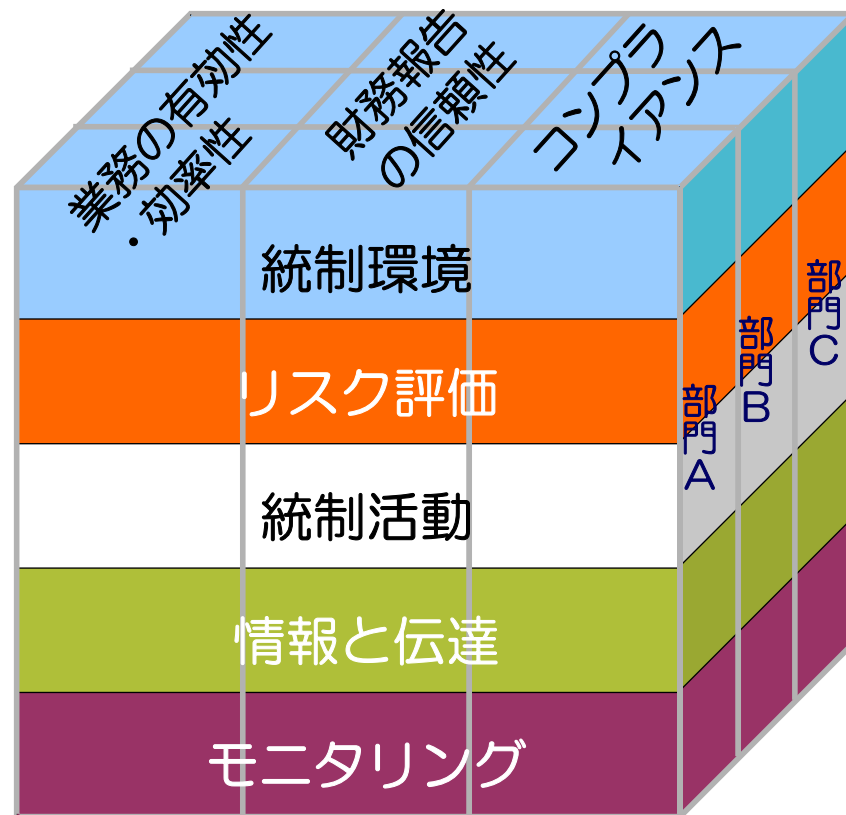 業務の有効性
・効率性
財務報告
の信頼性
コンプラ
イアンス
統制環境
リスク評価
統制活動
情報と伝達
モニタリング
部門A
部門B
部門C